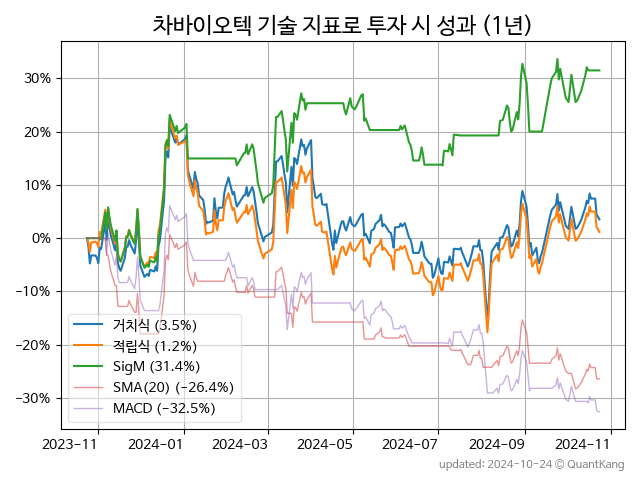 차바이오텍 기술 지표로 투자 시 성과 (1년)
30%
20%
10%
0%
−10%
−20%
−30%
거치식 (3.5%)
적립식 (1.2%)
SigM (31.4%)
SMA(20) (−26.4%)
MACD (−32.5%)
2023-11 2024-01 2024-03 2024-05 2024-07 2024-09 2024-11
updated: 2024-10-24 @ QuantKang